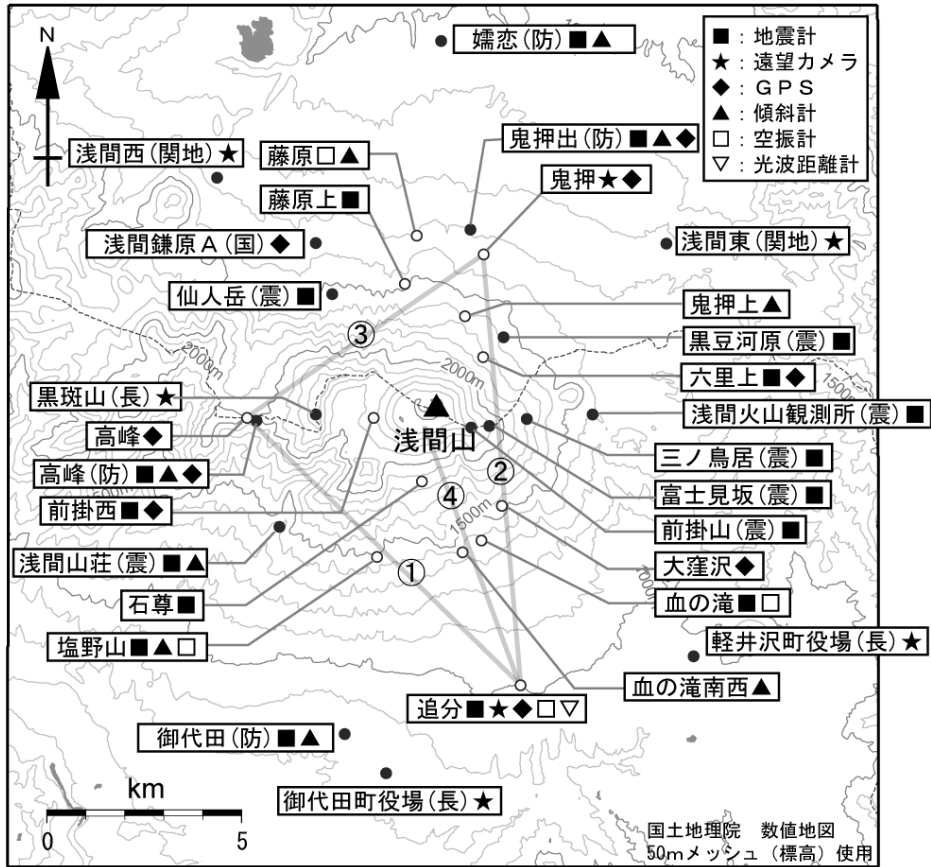 N
嬬恋(防)■▲
■：地震計
★：遠望カメラ
◆：GPS
▲：傾斜計
□：空振計
▽：光波距離計
浅間西(関地)★
藤原□▲
鬼押出(防)■▲◆
鬼押★◆
藤原上■
浅間鎌原A(国)◆
浅間東(関地)★
仙人岳(震)■
鬼押上▲
③
黒豆河原(震)■
2000m
2000m
六里上■◆
1500m
黒斑山(長)★
浅間火山観測所(震)■
高峰◆
浅間山
三ノ鳥居(震)■
高峰(防)■▲◆
②
富士見坂(震)■
④
前掛西■◆
1500m
前掛山(震)■
浅間山荘(震)■▲
大窪沢◆
①
石尊■
血の滝■□
塩野山■▲□
軽井沢町役場(長)★
血の滝南西▲
追分■★◆□▽
御代田(防)■▲
km
御代田町役場(長)★
0 5
国土地理院 数値地図
50mメッシュ(標高)使用